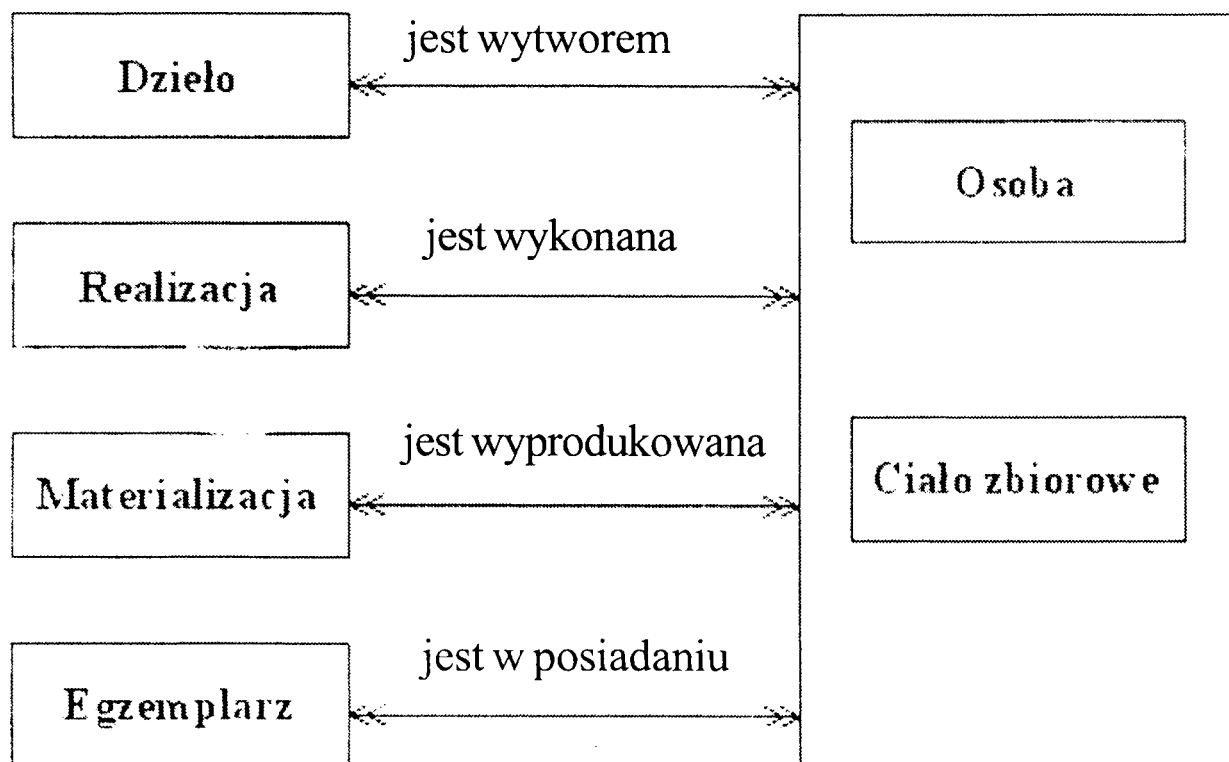 Dzieło
jest wytworem
Osoba
Realizacja
jest wykonana
Materializacja
jest wyprodukowana
Ciało zbiorowe
Egzemplarz
jest w posiadaniu